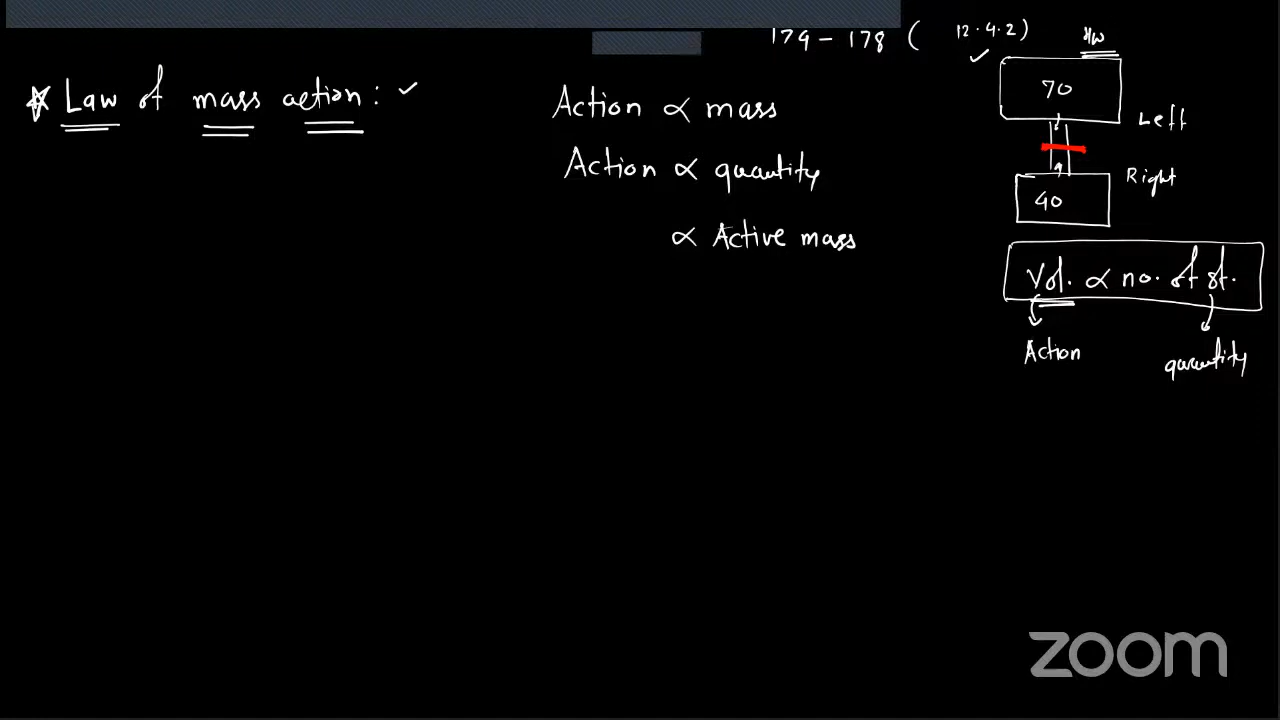 179 - 178 ( 12.4.2)
HW
☆ Law of mass action: ✓
Action ∝ mass
70
Left
Action ∝ quantity
Right
40
∝ Active mass
Vol. ∝ no. of st.
Action
quantity
zoom